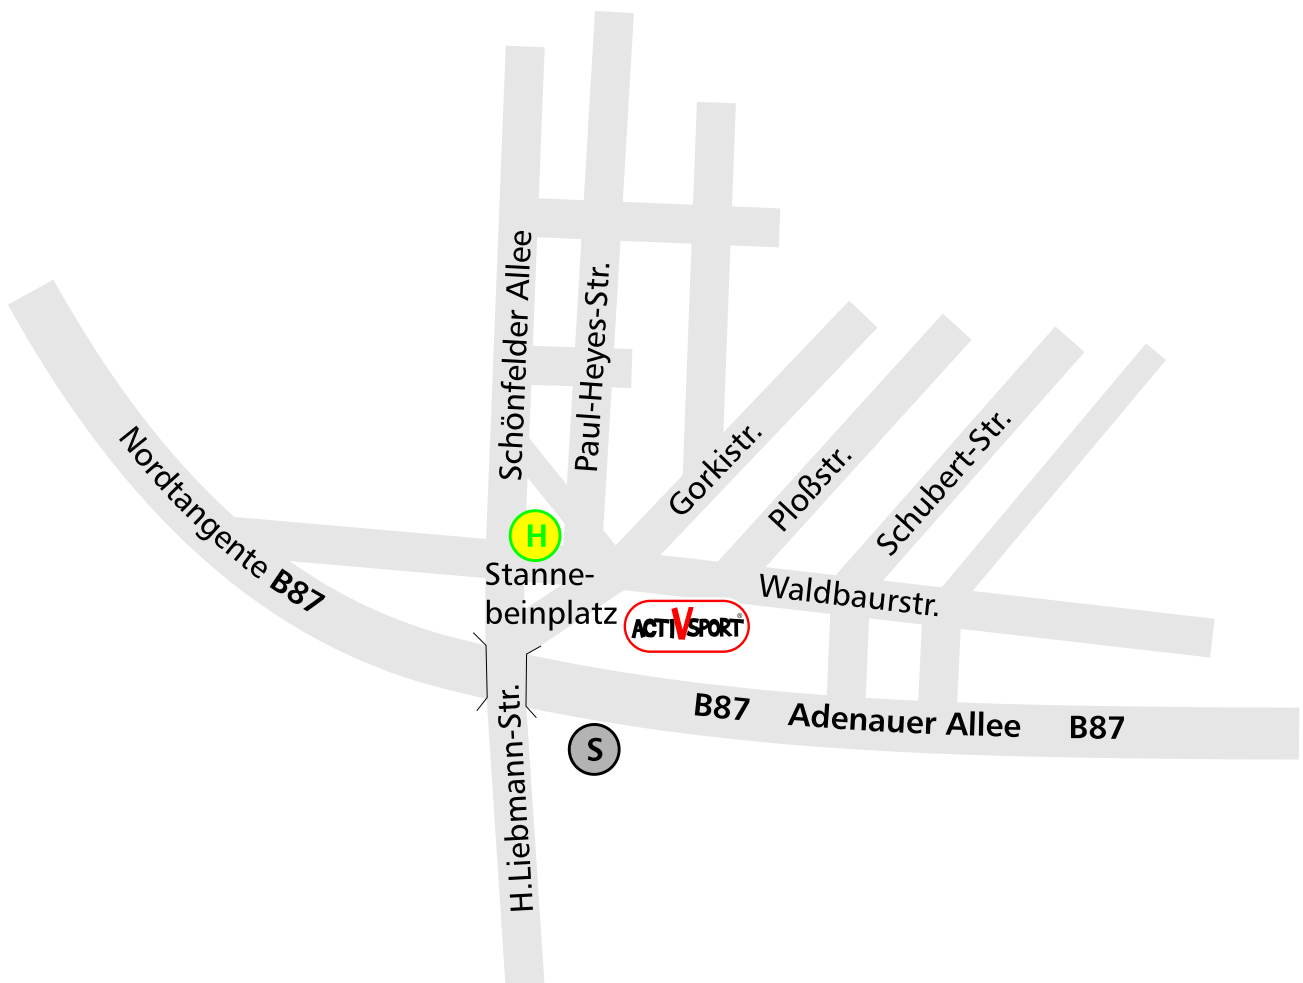 Schönfelder Allee
Paul-Heyes-Str.
Gorkistr.
Ploßstr.
Schubert-Str.
Nordtangente B87
H
Stanne-
beinplatz
Waldbaurstr.
ACTIVSPORT®
H.Liebmann-Str.
B87 Adenauer Allee B87
S